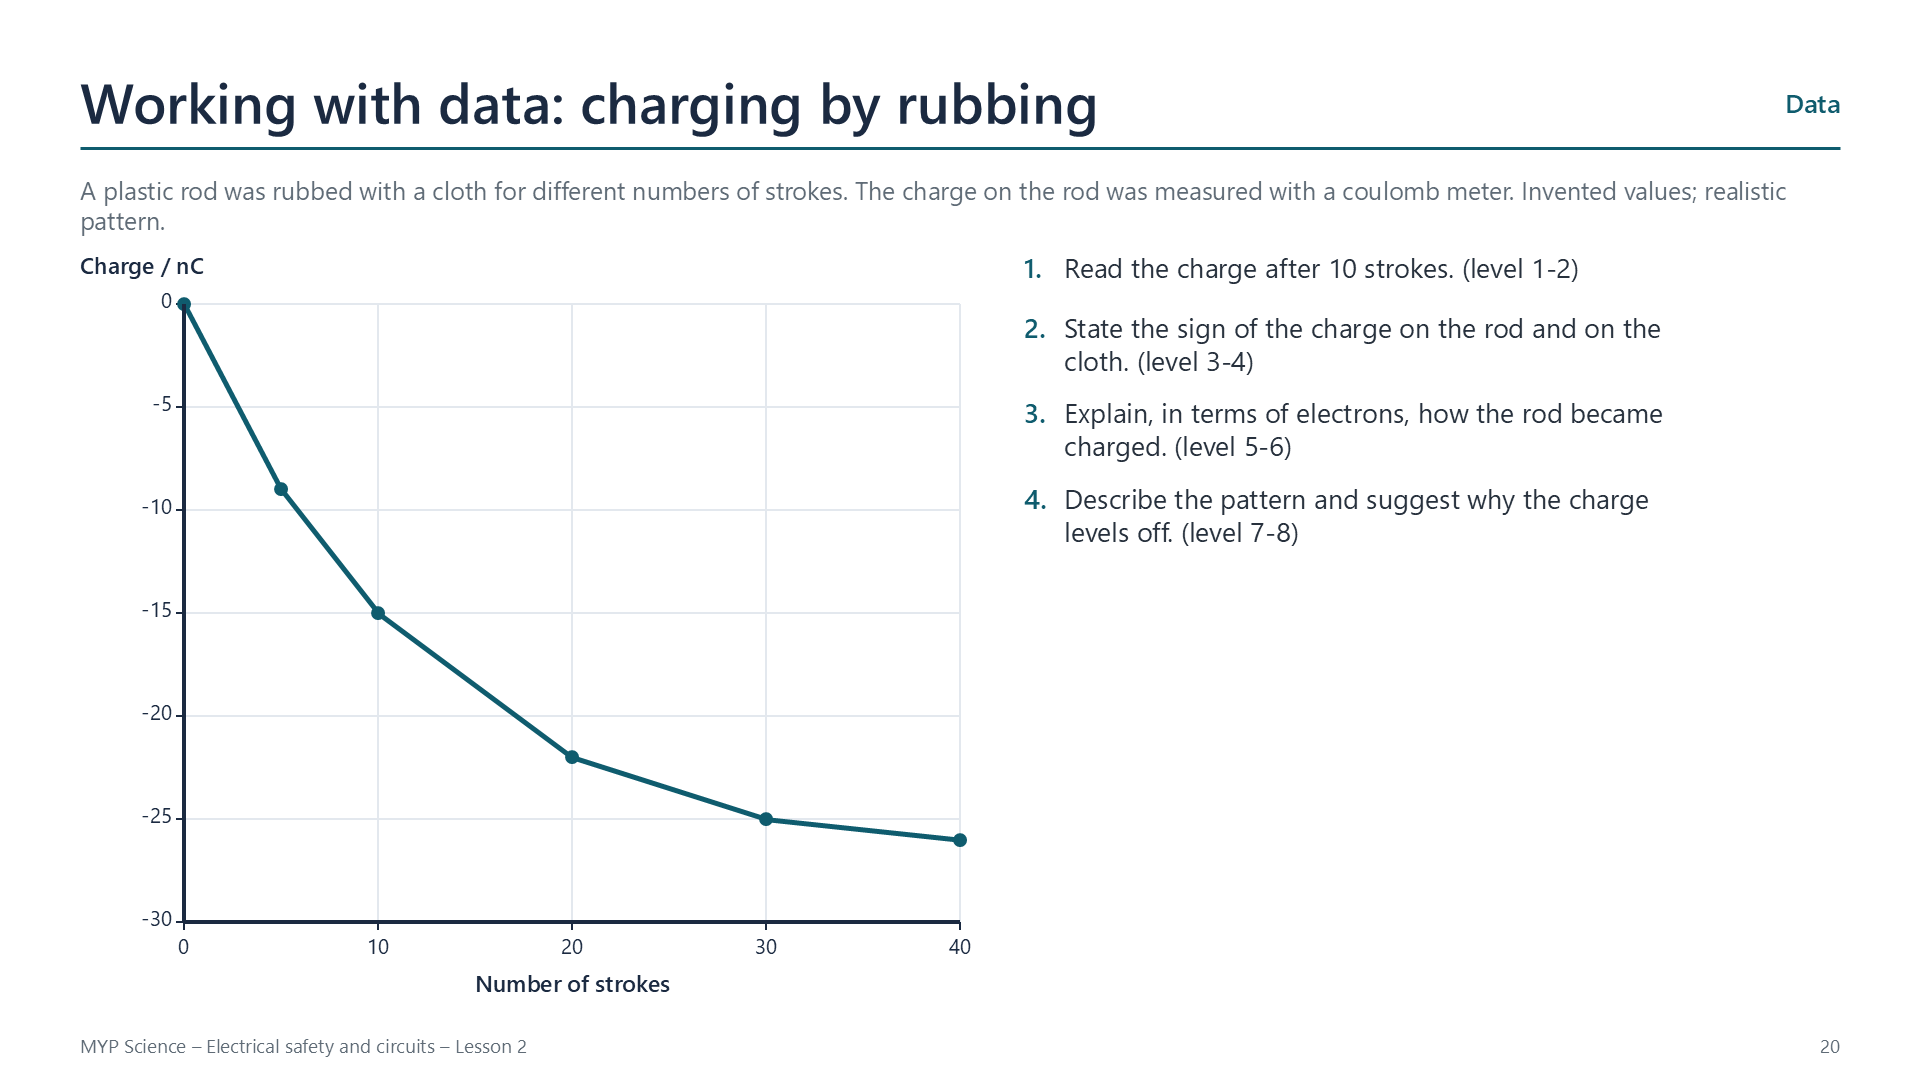 Working with data: charging by rubbing
Data
A plastic rod was rubbed with a cloth for different numbers of strokes. The charge on the rod was measured with a coulomb meter. Invented values; realistic
pattern.
Charge / nC
0
-5
-10
-15
-20
-25
-30
0
10
20
30
40
Number of strokes
1. Read the charge after 10 strokes. (level 1-2)
2. State the sign of the charge on the rod and on the
cloth. (level 3-4)
3. Explain, in terms of electrons, how the rod became
charged. (level 5-6)
4. Describe the pattern and suggest why the charge
levels off. (level 7-8)
MYP Science – Electrical safety and circuits – Lesson 2
20